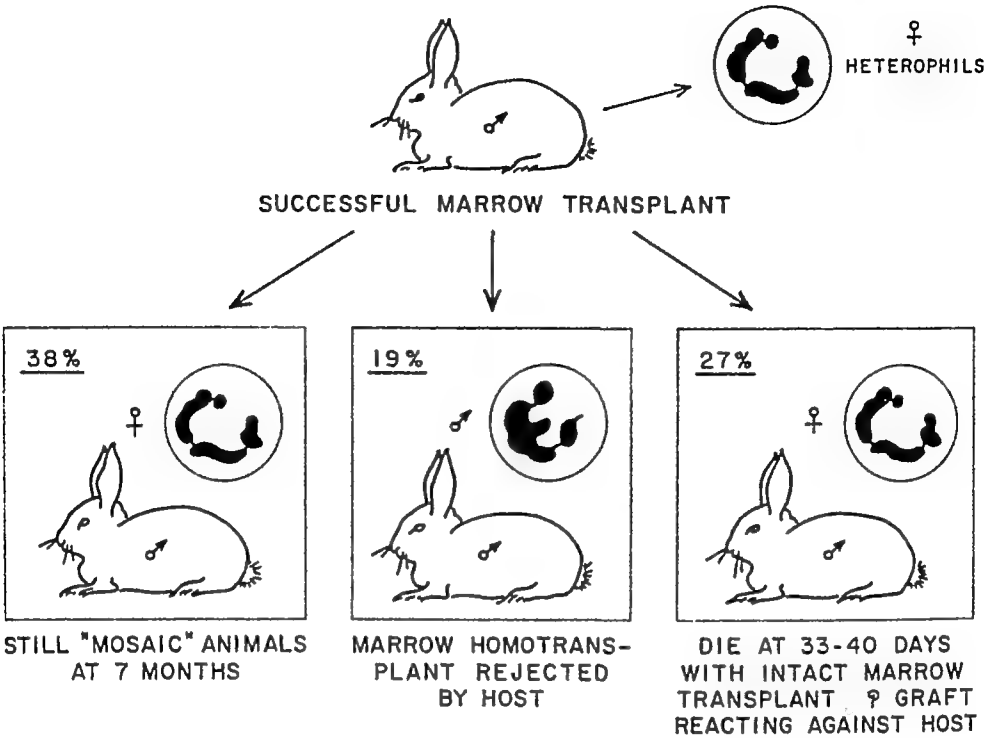 ♀
HETEROPHILS
♂
SUCCESSFUL MARROW TRANSPLANT
38%
♀
♂
STILL "MOSAIC" ANIMALS
AT 7 MONTHS
19%
♂
♂
MARROW HOMOTRANS-
PLANT REJECTED
BY HOST
27%
♀
♂
DIE AT 33-40 DAYS
WITH INTACT MARROW
TRANSPLANT ? GRAFT
REACTING AGAINST HOST